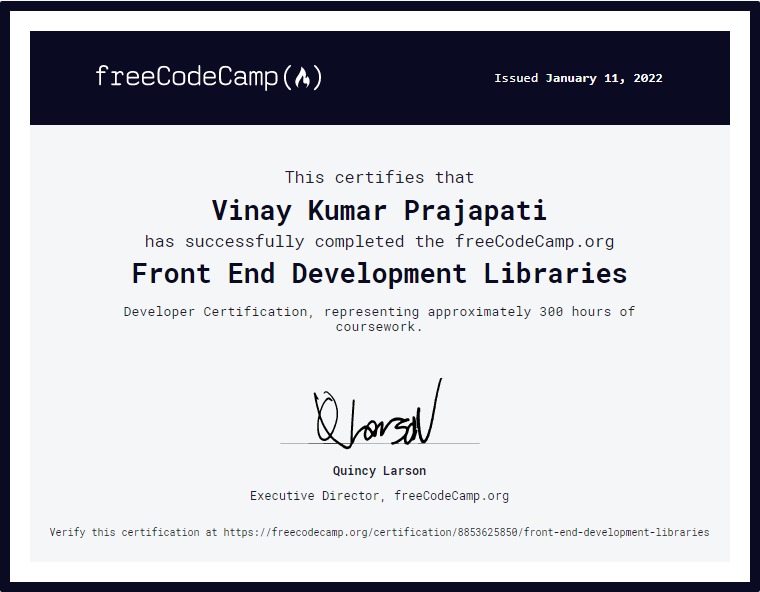 freeCodeCamp(🔥)
Issued January 11, 2022
This certifies that
Vinay Kumar Prajapati
has successfully completed the freeCodeCamp.org
Front End Development Libraries
Developer Certification, representing approximately 300 hours of
coursework.
QLarson
Quincy Larson
Executive Director, freeCodeCamp.org
Verify this certification at https://freecodecamp.org/certification/8853625850/front-end-development-libraries